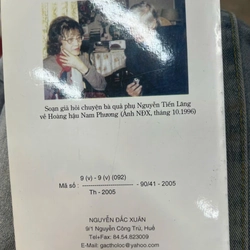 Soạn giả hỏi chuyện bà quả phụ Nguyễn Tiến Lãng
về Hoàng hậu Nam Phương (Ảnh NĐX, tháng 10.1996)
9 (v) - 9 (v) (092)
Mã số : - 90/41 - 2005
Th - 2005
NGUYỄN ĐẮC XUÂN
9/1 Nguyễn Công Trứ, Huế
Tel+Fax: 84.54.823009
E-mail: gactholoc@yahoo.com